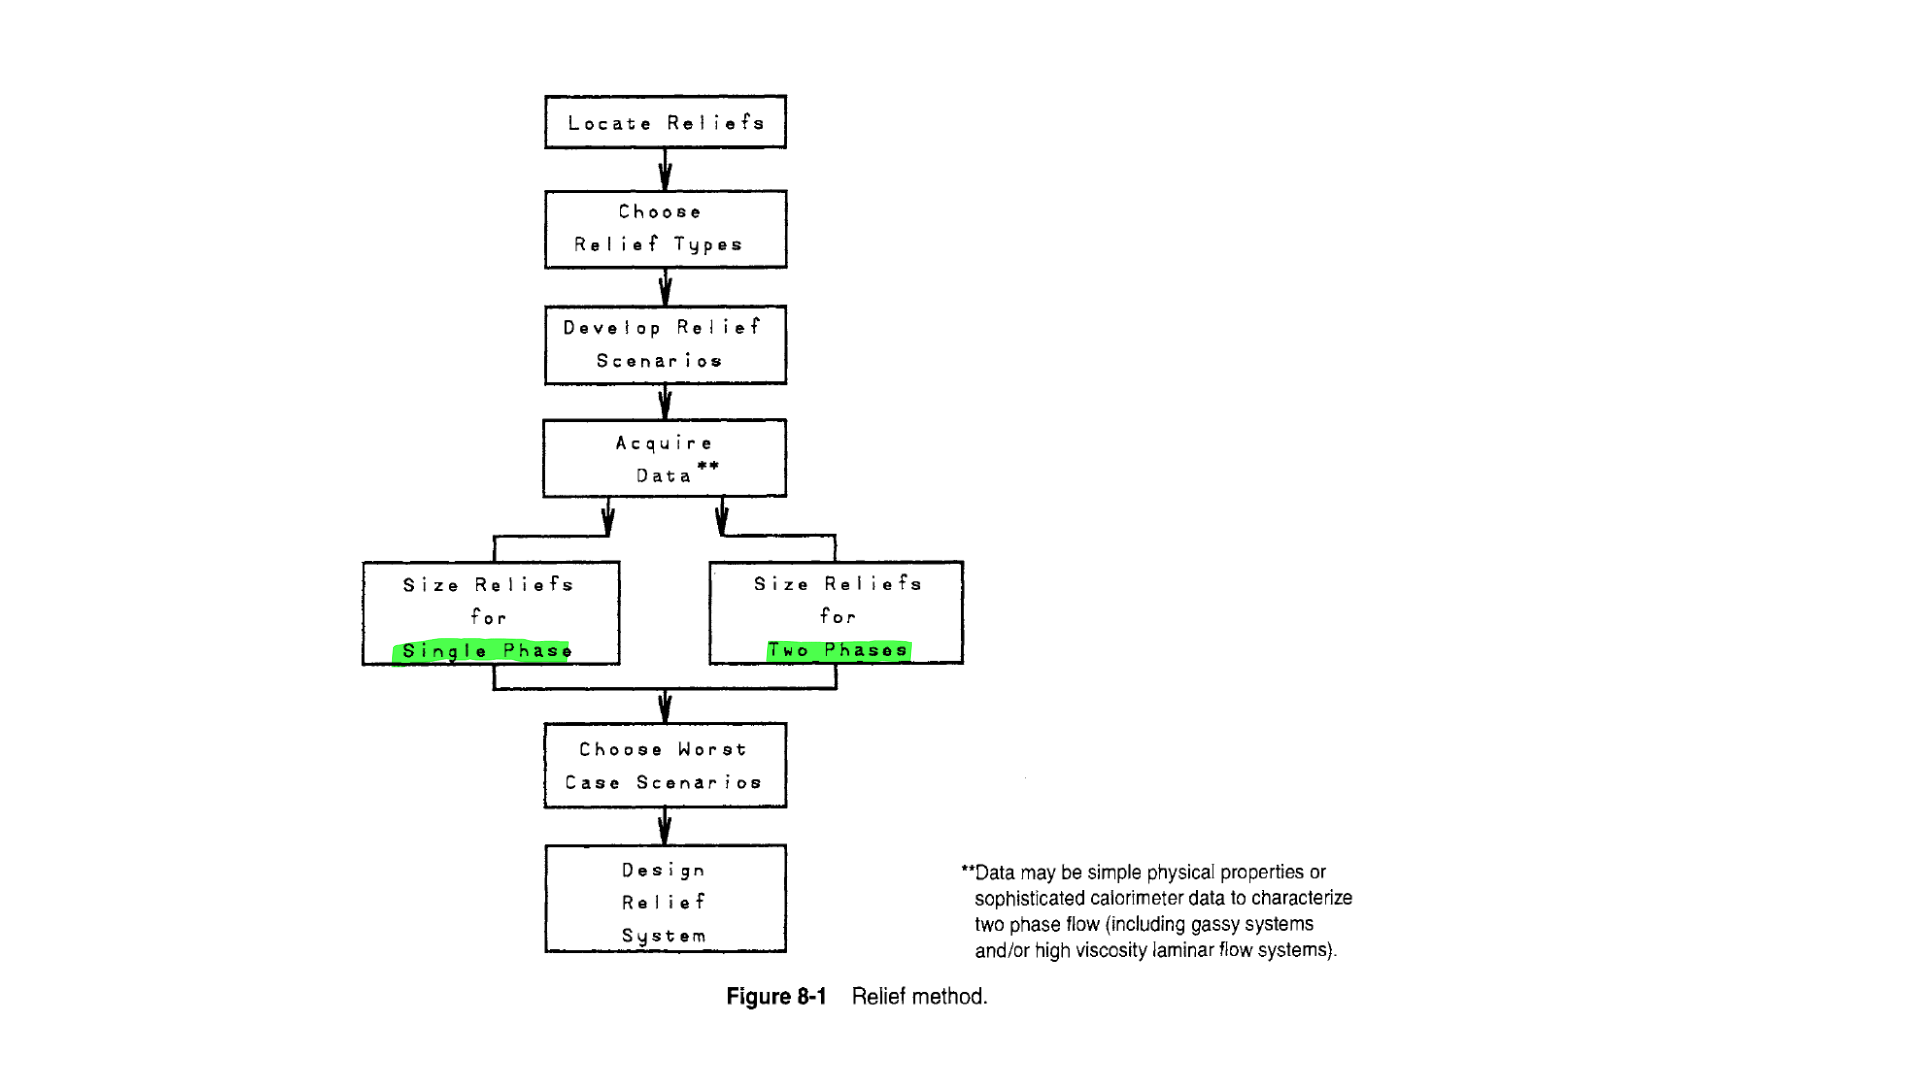 Locate Reliefs
Choose
Relief Types
Develop Relief
Scenarios
Acquire
Data**
Size Reliefs
for
Single Phase
Size Reliefs
for
Two Phases
Choose Worst
Case Scenarios
Design
Relief
System
**Data may be simple physical properties or
sophisticated calorimeter data to characterize
two phase flow (including gassy systems
and/or high viscosity laminar flow systems).
Figure 8-1 Relief method.